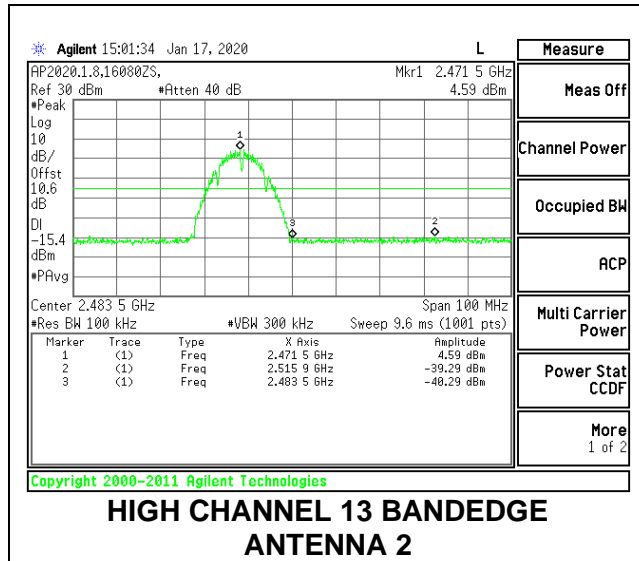 Agilent 15:01:34 Jan 17, 2020 L
Measure
AP2020.1.8,16080ZS,
Mkr1 2.471 5 GHz
Ref 30 dBm #Atten 40 dB 4.59 dBm
Meas Off
#Peak
Log
10
dB/
Offst
10.6
dB
DI
-15.4
dBm
#PAvg
1
3
2
Channel Power
Occupied BW
ACP
Center 2.483 5 GHz Span 100 MHz
#Res BW 100 kHz #VBW 300 kHz Sweep 9.6 ms (1001 pts)
Multi Carrier
Power
Marker Trace Type X Axis Amplitude
1 (1) Freq 2.471 5 GHz 4.59 dBm
2 (1) Freq 2.515 9 GHz -39.29 dBm
3 (1) Freq 2.483 5 GHz -40.29 dBm
Power Stat
CCDF
More
1 of 2
Copyright 2000-2011 Agilent Technologies
HIGH CHANNEL 13 BANDEDGE
ANTENNA 2